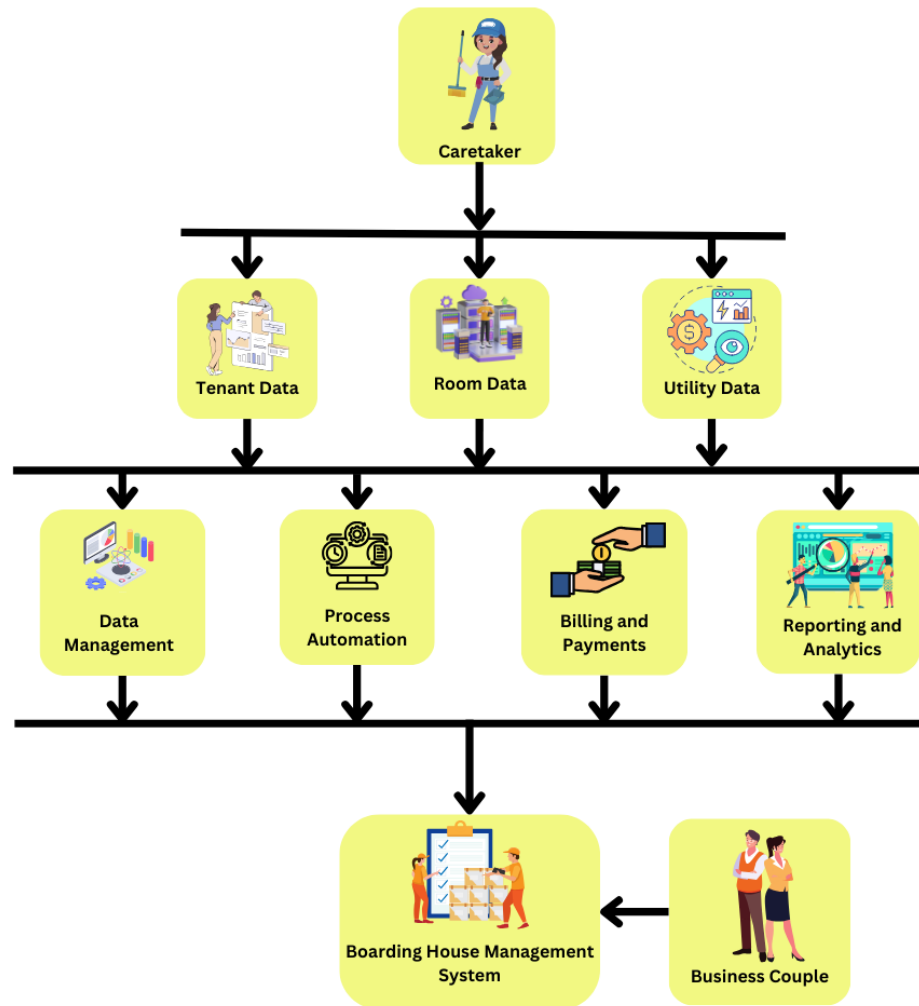 Caretaker
Tenant Data
Room Data
Utility Data
Data
Management
Process
Automation
Billing and
Payments
Reporting and
Analytics
Boarding House Management
System
Business Couple